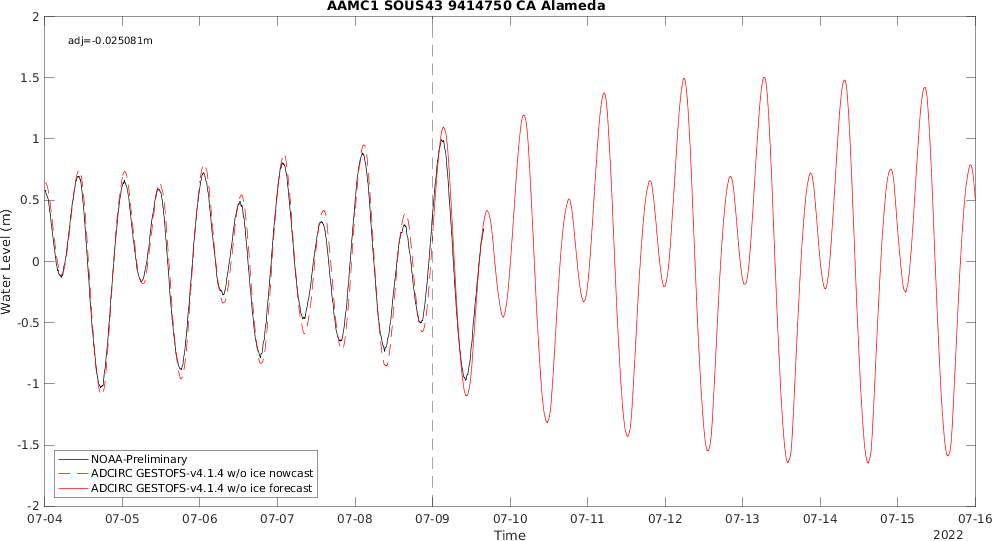 AAMC1 SOUS43 9414750 CA Alameda
adj=-0.025081m
Water Level (m)
2
1.5
1
0.5
0
-0.5
-1
-1.5
-2
NOAA-Preliminary
ADCIRC GESTOFS-v4.1.4 w/o ice nowcast
ADCIRC GESTOFS-v4.1.4 w/o ice forecast
07-04 07-05 07-06 07-07 07-08 07-09 07-10 07-11 07-12 07-13 07-14 07-15 07-16
Time
2022